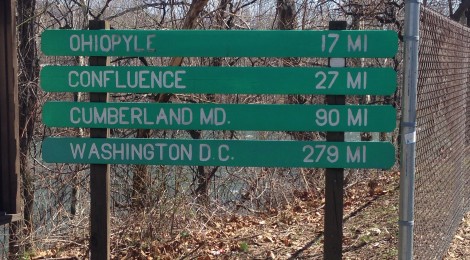 OHIOPYLE 17 MI
CONFLUENCE 27 MI
CUMBERLAND MD. 90 MI
WASHINGTON D.C. 279 MI